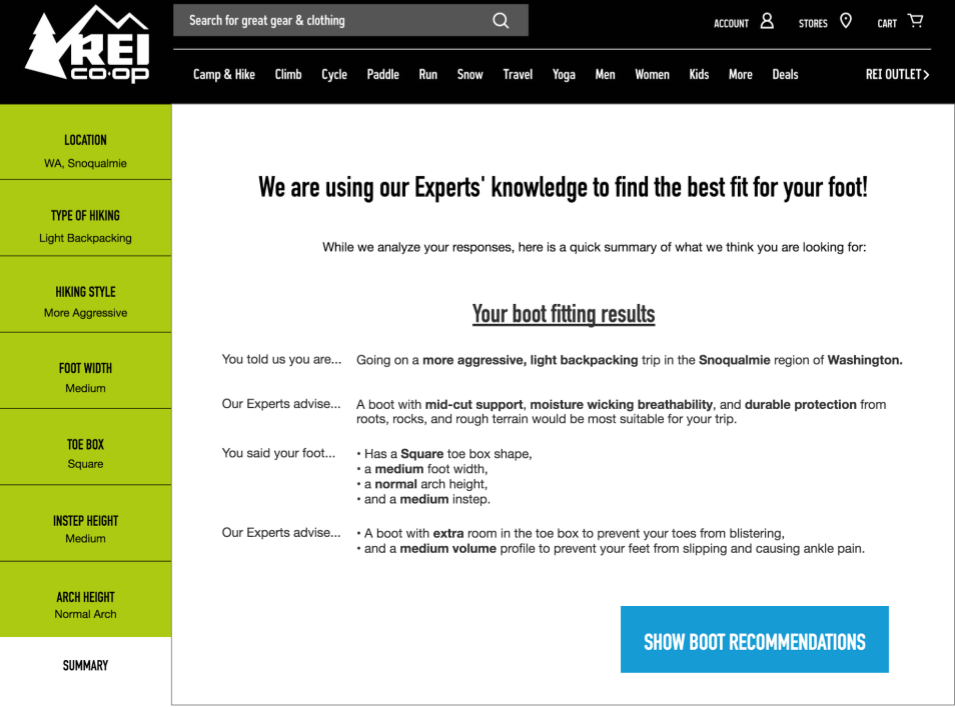 REI
CO·OP
Search for great gear & clothing
ACCOUNT
STORES
CART
Camp & Hike Climb Cycle Paddle Run Snow Travel Yoga Men Women Kids More Deals REI OUTLET>
LOCATION
WA, Snoqualmie
TYPE OF HIKING
Light Backpacking
HIKING STYLE
More Aggressive
FOOT WIDTH
Medium
TOE BOX
Square
INSTEP HEIGHT
Medium
ARCH HEIGHT
Normal Arch
SUMMARY
We are using our Experts' knowledge to find the best fit for your foot!
While we analyze your responses, here is a quick summary of what we think you are looking for:
Your boot fitting results
You told us you are... Going on a more aggressive, light backpacking trip in the Snoqualmie region of Washington.
Our Experts advise... A boot with mid-cut support, moisture wicking breathability, and durable protection from
roots, rocks, and rough terrain would be most suitable for your trip.
You said your foot... • Has a Square toe box shape,
• a medium foot width,
• a normal arch height,
• and a medium instep.
Our Experts advise... • A boot with extra room in the toe box to prevent your toes from blistering,
• and a medium volume profile to prevent your feet from slipping and causing ankle pain.
SHOW BOOT RECOMMENDATIONS